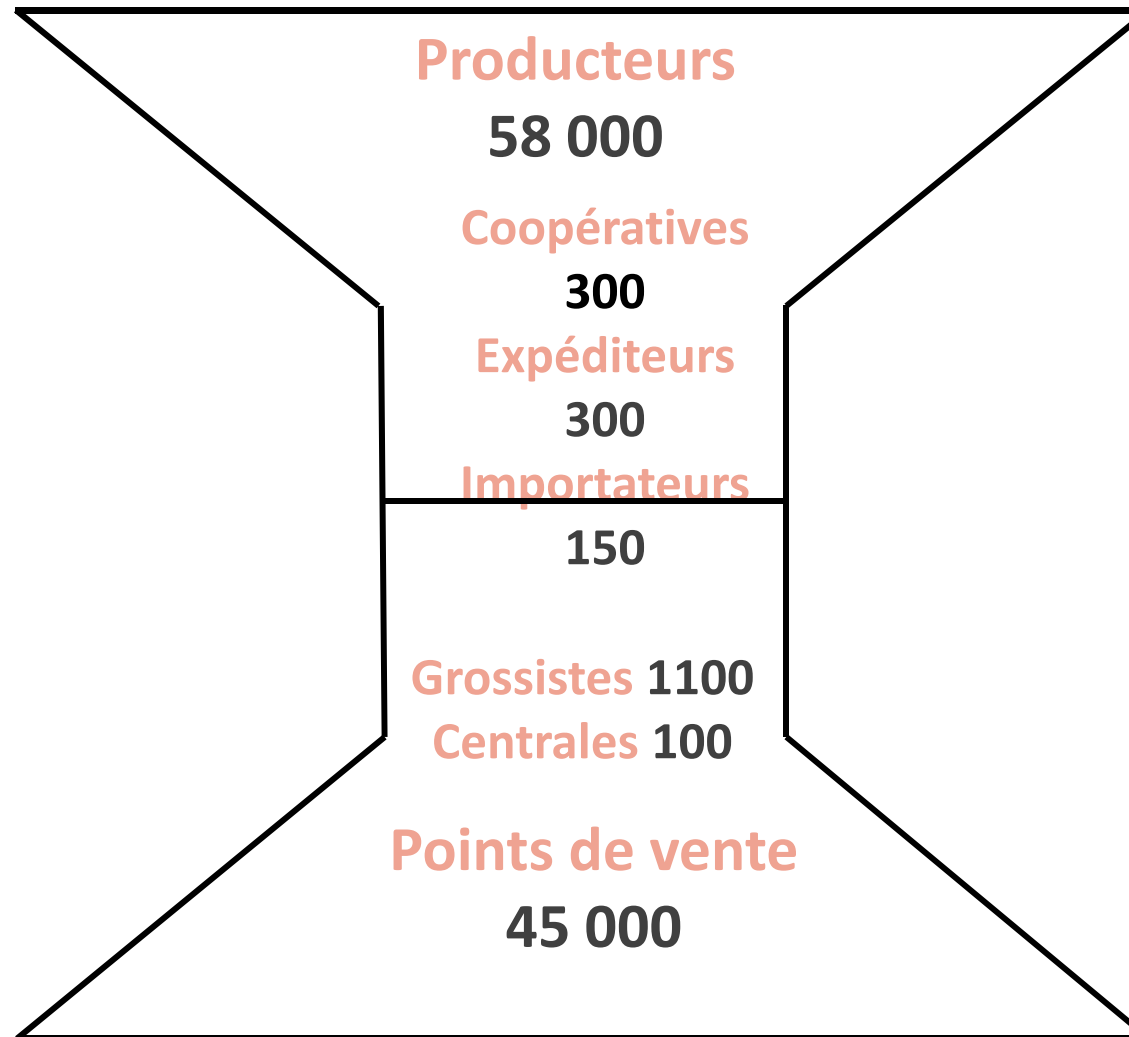 Producteurs
58 000
Coopératives
300
Expéditeurs
300
Importateurs
150
Grossistes 1100
Centrales 100
Points de vente
45 000